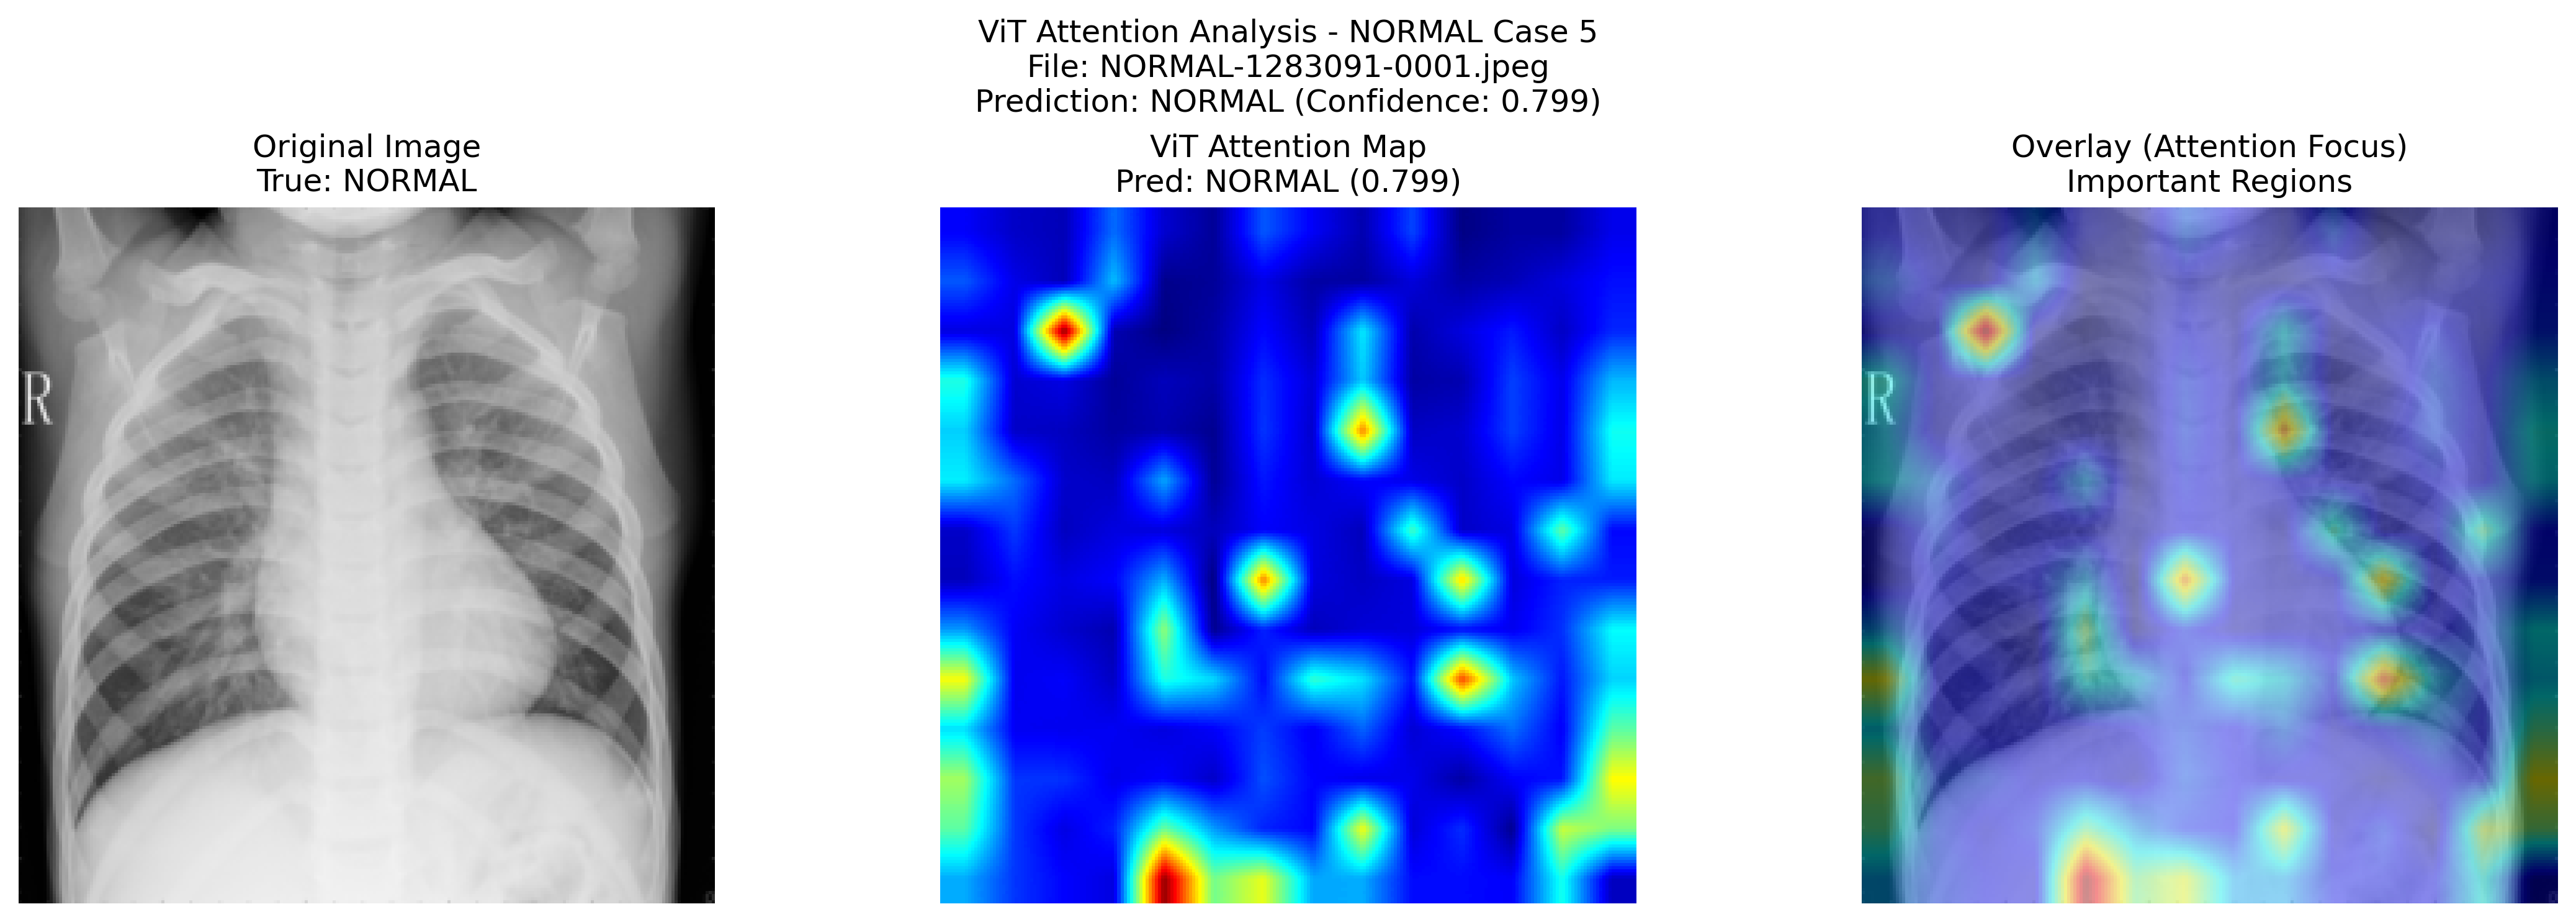 ViT Attention Analysis - NORMAL Case 5
File: NORMAL-1283091-0001.jpeg
Prediction: NORMAL (Confidence: 0.799)
Original Image
True: NORMAL
ViT Attention Map
Pred: NORMAL (0.799)
Overlay (Attention Focus)
Important Regions
R
R